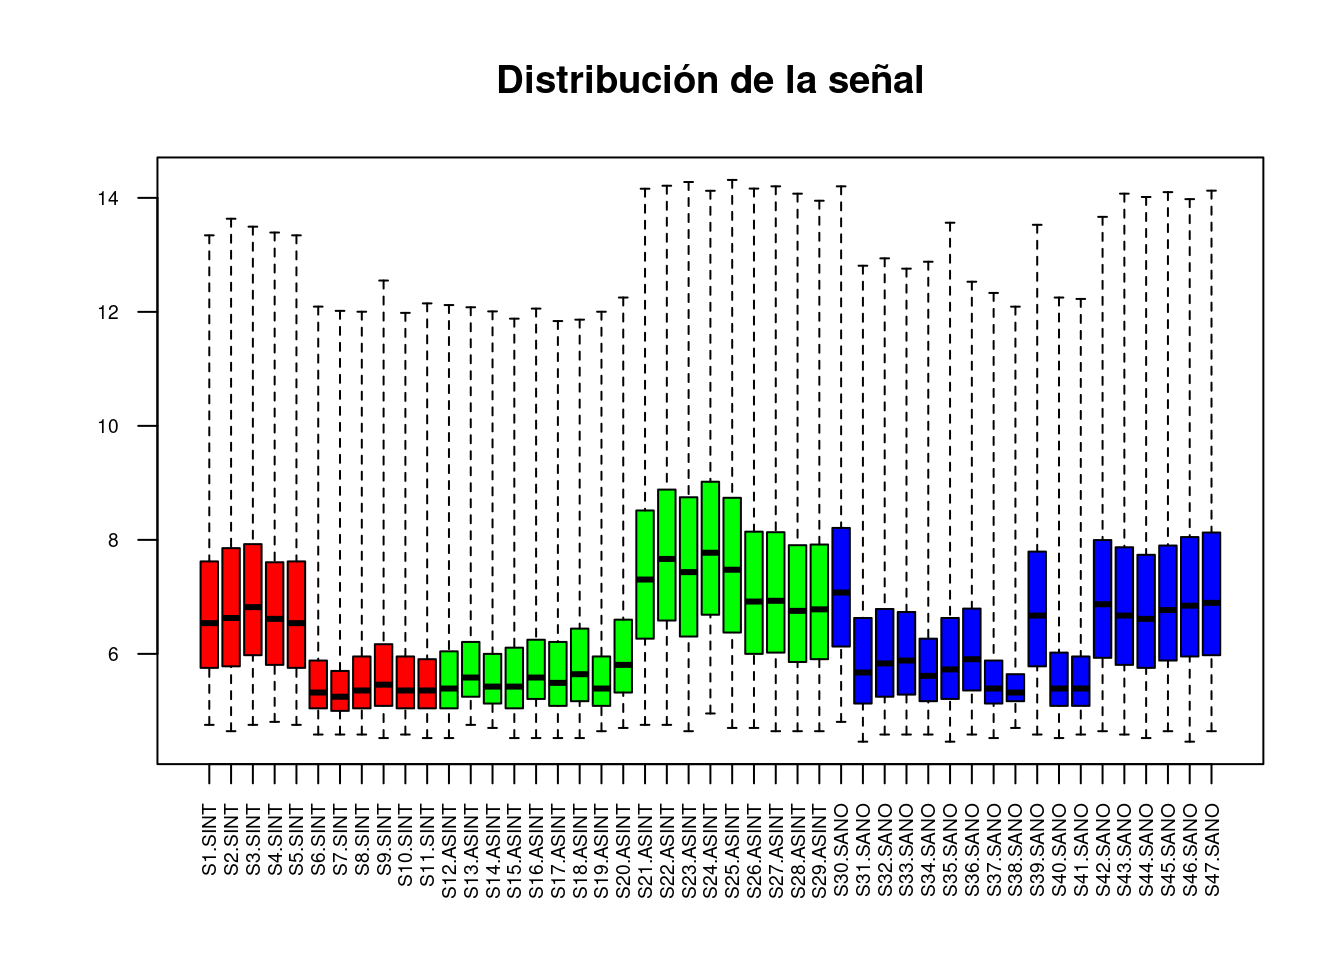 Distribución de la señal
14
12
10
8
6
S1.SINT
S2.SINT
S3.SINT
S4.SINT
S5.SINT
S6.SINT
S7.SINT
S8.SINT
S9.SINT
S10.SINT
S11.SINT
S12.ASINT
S13.ASINT
S14.ASINT
S15.ASINT
S16.ASINT
S17.ASINT
S18.ASINT
S19.ASINT
S20.ASINT
S21.ASINT
S22.ASINT
S23.ASINT
S24.ASINT
S25.ASINT
S26.ASINT
S27.ASINT
S28.ASINT
S29.ASINT
S30.SANO
S31.SANO
S32.SANO
S33.SANO
S34.SANO
S35.SANO
S36.SANO
S37.SANO
S38.SANO
S39.SANO
S40.SANO
S41.SANO
S42.SANO
S43.SANO
S44.SANO
S45.SANO
S46.SANO
S47.SANO